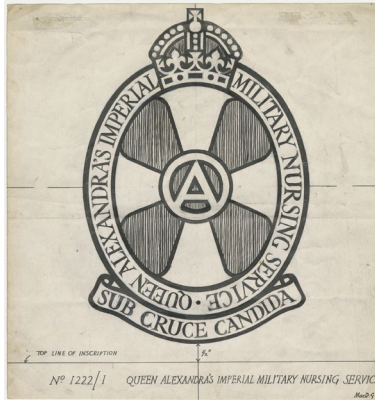 QUEEN ALEXANDRA'S IMPERIAL MILITARY NURSING SERVICE •
A
SUB CRUCE CANDIDA
TOP LINE OF INSCRIPTION
Nº 1222/1 QUEEN ALEXANDRA'S IMPERIAL MILITARY NURSING SERVIC
MacD. G